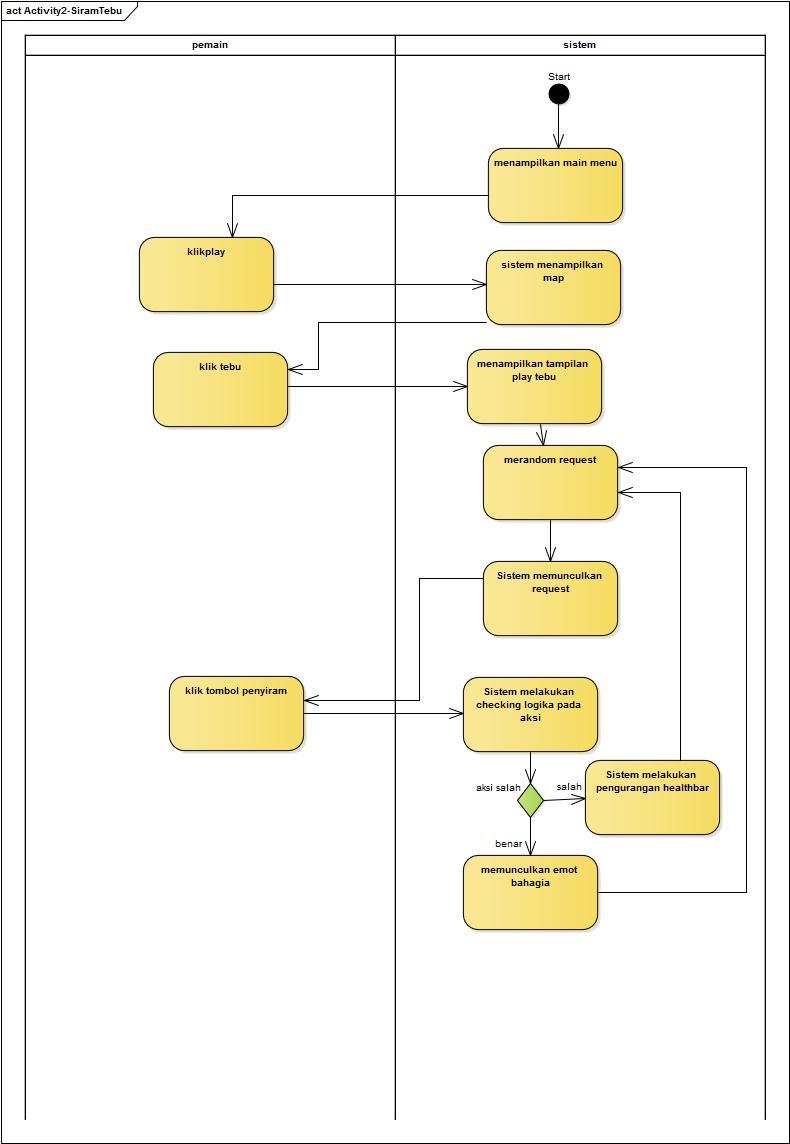 act Activity2-SiramTebu
pemain
sistem
Start
menampilkan main menu
klikplay
sistem menampilkan
map
klik tebu
menampilkan tampilan
play tebu
merandom request
Sistem memunculkan
request
klik tombol penyiram
Sistem melakukan
checking logika pada
aksi
aksi salah
salah
Sistem melakukan
pengurangan healthbar
benar
memunculkan emot
bahagia